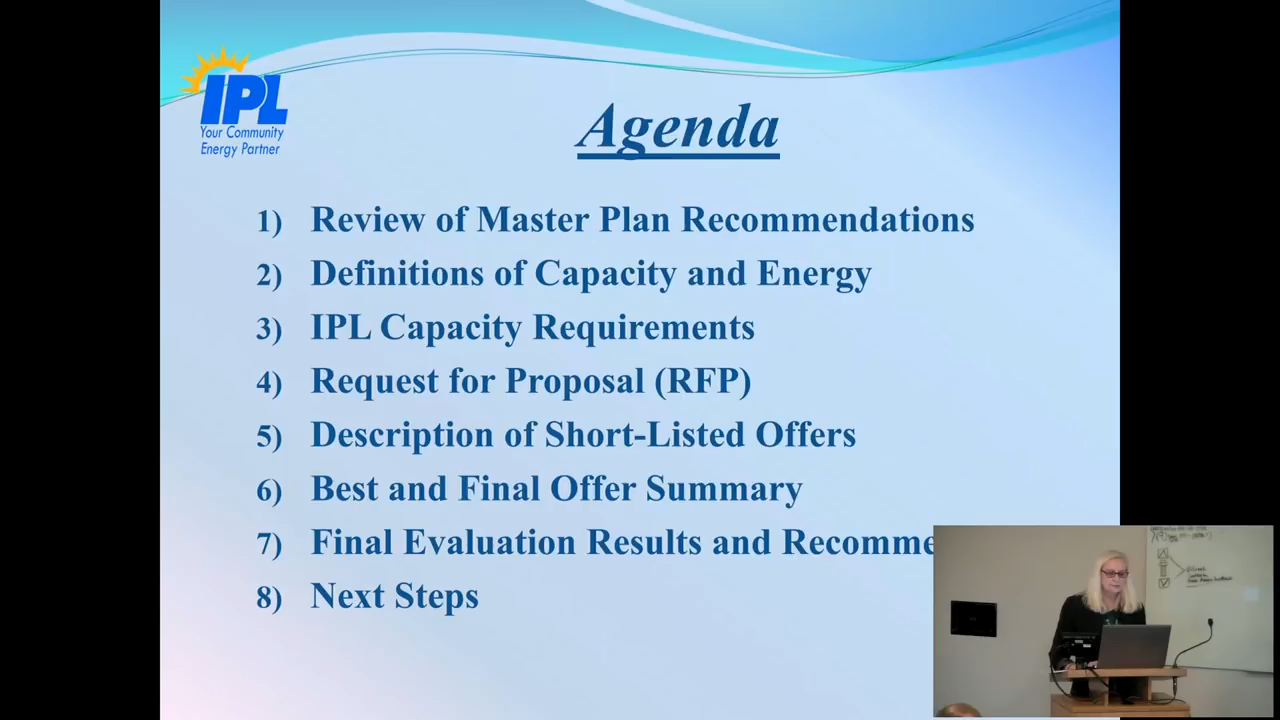 IPL
Your Community
Energy Partner
Agenda
1) Review of Master Plan Recommendations
2) Definitions of Capacity and Energy
3) IPL Capacity Requirements
4) Request for Proposal (RFP)
5) Description of Short-Listed Offers
6) Best and Final Offer Summary
7) Final Evaluation Results and Recomme
8) Next Steps